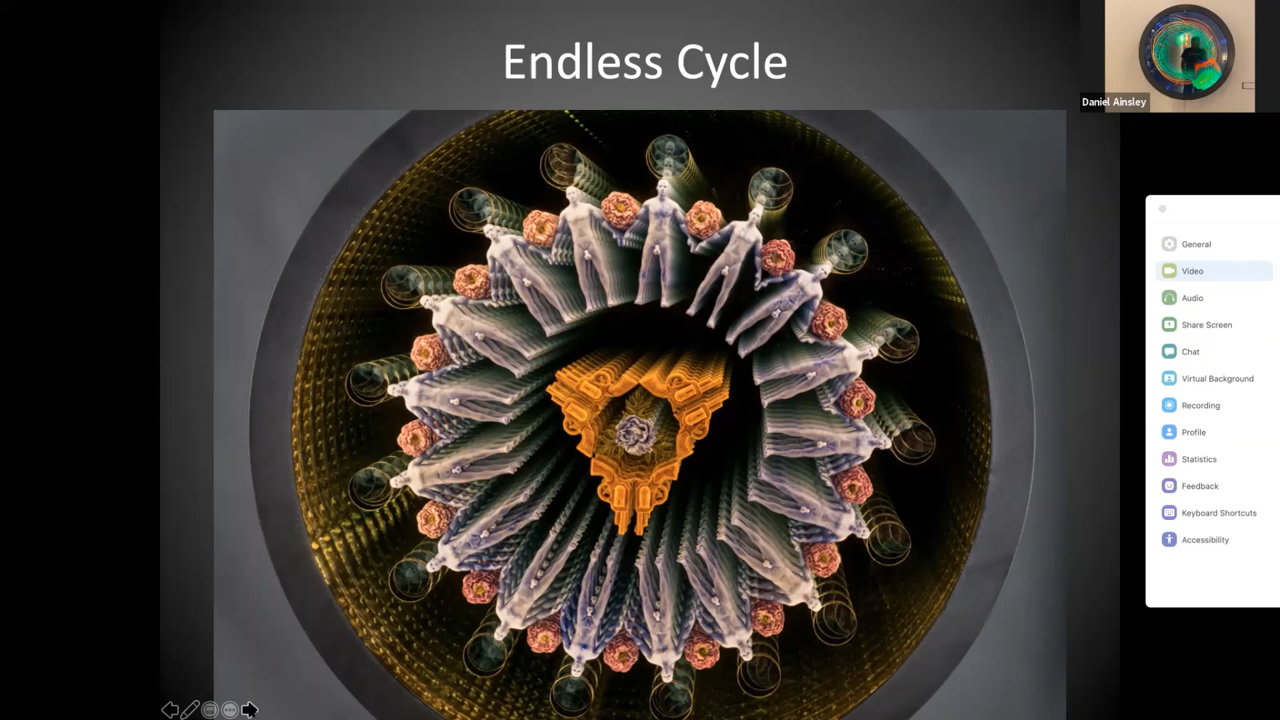 Endless Cycle
Daniel Ainsley
General
Video
Audio
Share Screen
Chat
Virtual Background
Recording
Profile
Statistics
Feedback
Keyboard Shortcuts
Accessibility